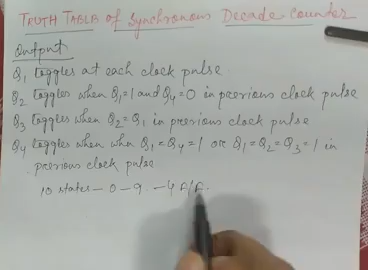 TRUTH TABLE of Synchronous Decade Counter
Output
Q1 toggles at each clock pulse
Q2 toggles when Q1=1 and Q4=0 in previous clock pulse
Q3 toggles when Q2=Q1 in previous clock pulse
Q4 toggles when when Q1=Q4=1 or Q1=Q2=Q3=1 in
previous clock pulse
10 states - 0 - 9. - 4 F/F.